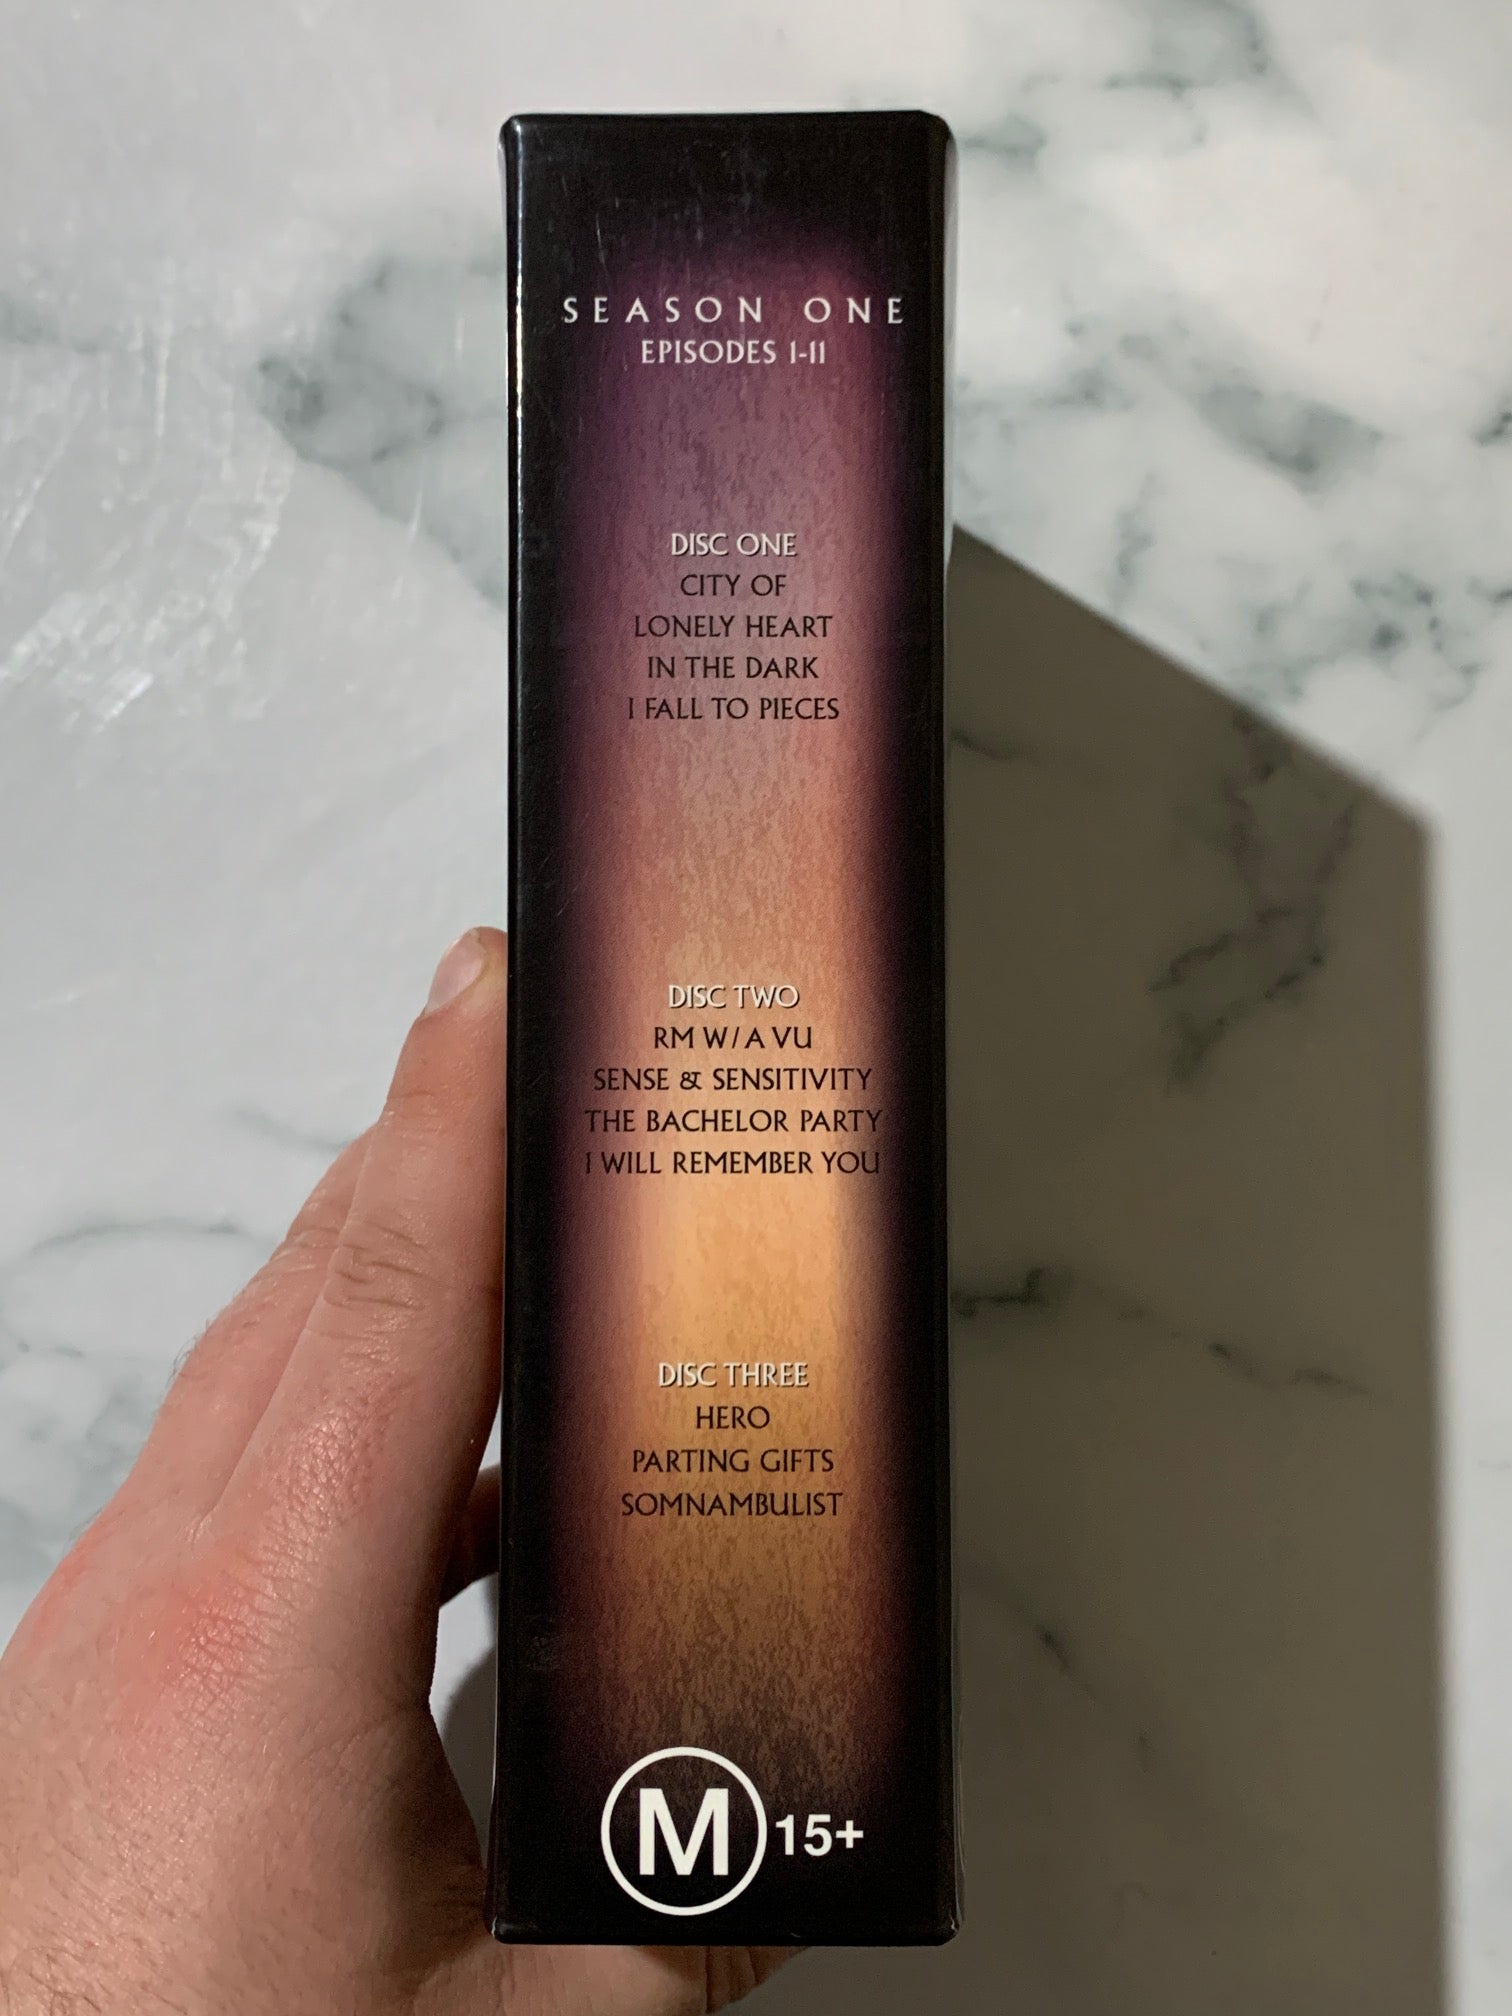 SEASON ONE
EPISODES 1-11
DISC ONE
CITY OF
LONELY HEART
IN THE DARK
I FALL TO PIECES
DISC TWO
RM W/A VU
SENSE & SENSITIVITY
THE BACHELOR PARTY
I WILL REMEMBER YOU
DISC THREE
HERO
PARTING GIFTS
SOMNAMBULIST
M 15+